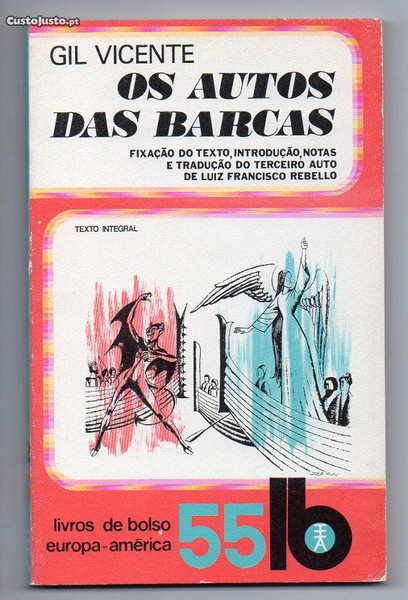 CustoJusto.pt
GIL VICENTE
OS AUTOS
DAS BARCAS
FIXAÇÃO DO TEXTO, INTRODUÇÃO, NOTAS
E TRADUÇÃO DO TERCEIRO AUTO
DE LUIZ FRANCISCO REBELLO
TEXTO INTEGRAL
livros de bolso
europa-américa
55 lb
EA